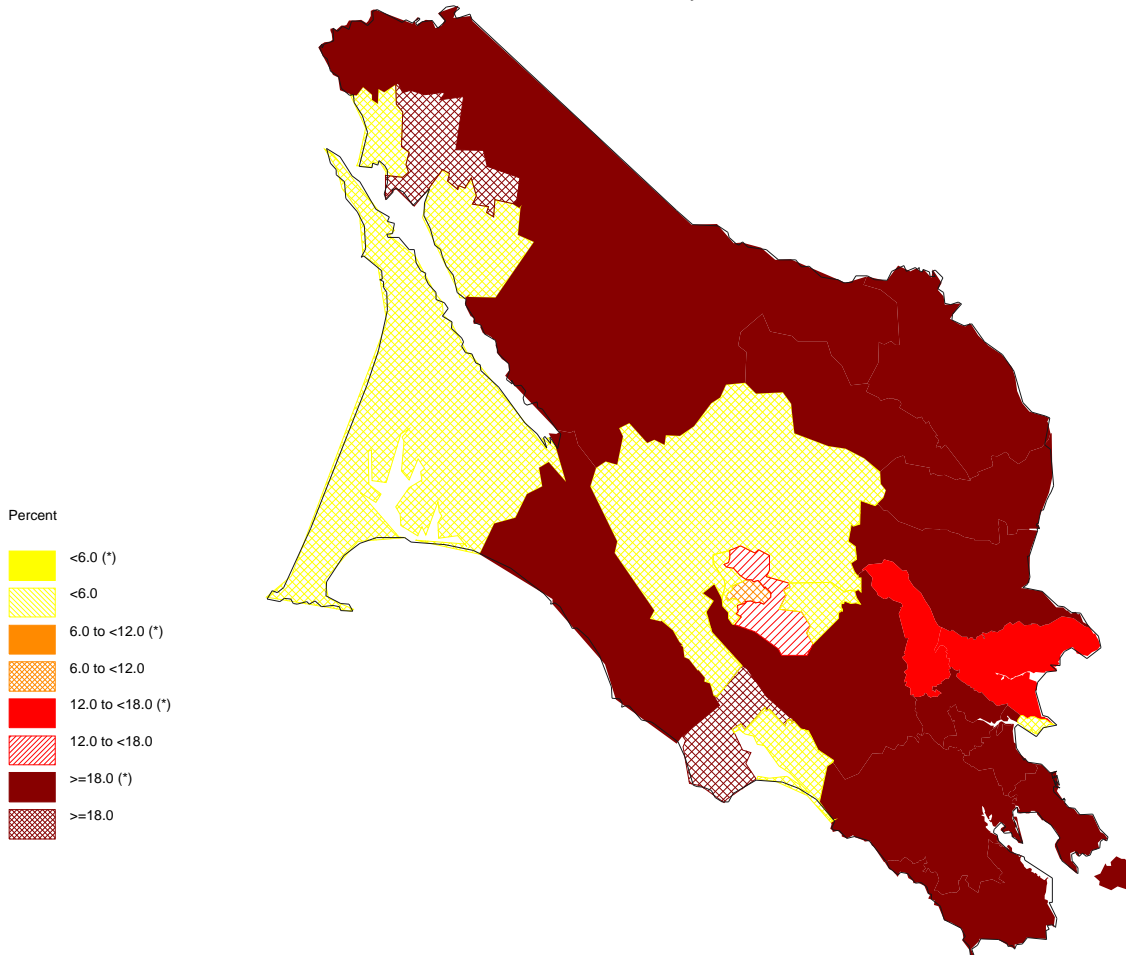 Percent
<6.0 (*)
<6.0
6.0 to <12.0 (*)
6.0 to <12.0
12.0 to <18.0 (*)
12.0 to <18.0
>=18.0 (*)
>=18.0